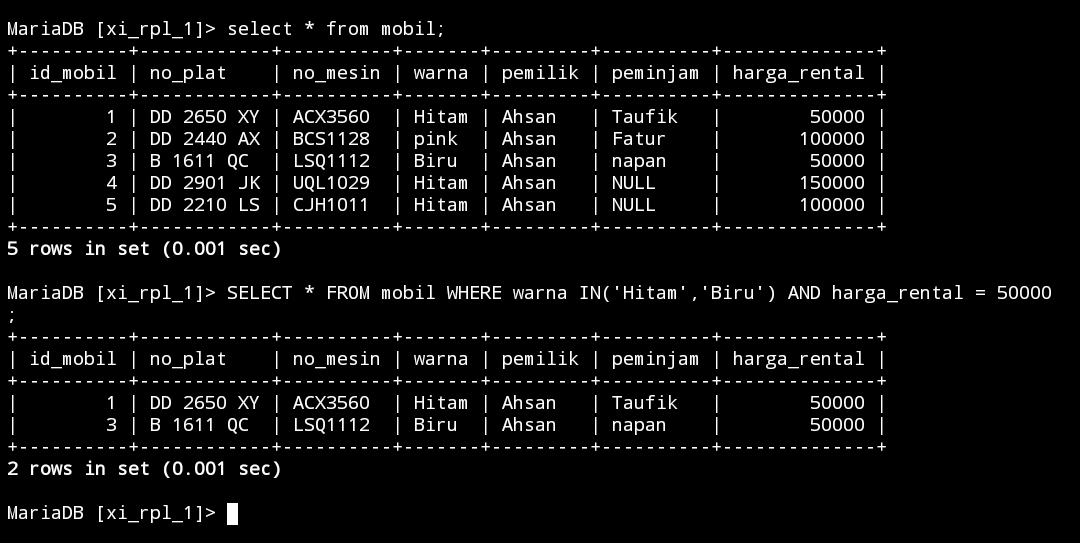 MariaDB [xi_rpl_1]> select * from mobil;
+----------+------------+----------+-------+---------+----------+--------------+
| id_mobil | no_plat    | no_mesin | warna | pemilik | peminjam | harga_rental |
+----------+------------+----------+-------+---------+----------+--------------+
|        1 | DD 2650 XY | ACX3560  | Hitam | Ahsan   | Taufik   |        50000 |
|        2 | DD 2440 AX | BCS1128  | pink  | Ahsan   | Fatur    |       100000 |
|        3 | B 1611 QC  | LSQ1112  | Biru  | Ahsan   | napan    |        50000 |
|        4 | DD 2901 JK | UQL1029  | Hitam | Ahsan   | NULL     |       150000 |
|        5 | DD 2210 LS | CJH1011  | Hitam | Ahsan   | NULL     |       100000 |
+----------+------------+----------+-------+---------+----------+--------------+
5 rows in set (0.001 sec)

MariaDB [xi_rpl_1]> SELECT * FROM mobil WHERE warna IN('Hitam','Biru') AND harga_rental = 50000
;
+----------+------------+----------+-------+---------+----------+--------------+
| id_mobil | no_plat    | no_mesin | warna | pemilik | peminjam | harga_rental |
+----------+------------+----------+-------+---------+----------+--------------+
|        1 | DD 2650 XY | ACX3560  | Hitam | Ahsan   | Taufik   |        50000 |
|        3 | B 1611 QC  | LSQ1112  | Biru  | Ahsan   | napan    |        50000 |
+----------+------------+----------+-------+---------+----------+--------------+
2 rows in set (0.001 sec)

MariaDB [xi_rpl_1]>